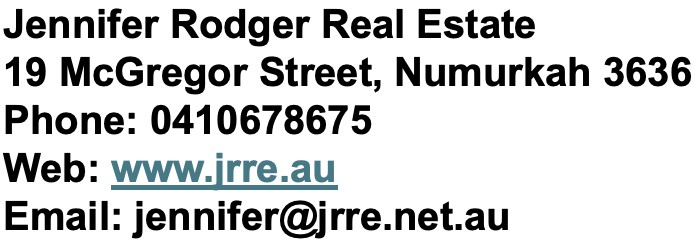 Jennifer Rodger Real Estate
19 McGregor Street, Numurkah 3636
Phone: 0410678675
Web: www.jrre.au
Email: jennifer@jrre.net.au